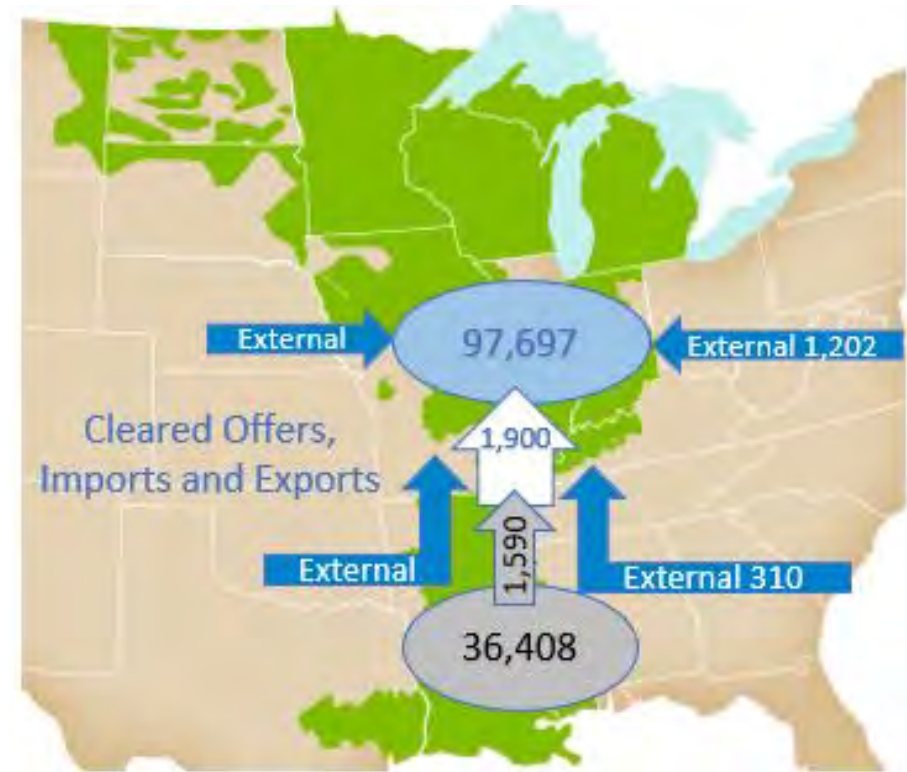 External
97,697
External 1,202
Cleared Offers,
Imports and Exports
1,900
1,590
External
External 310
36,408